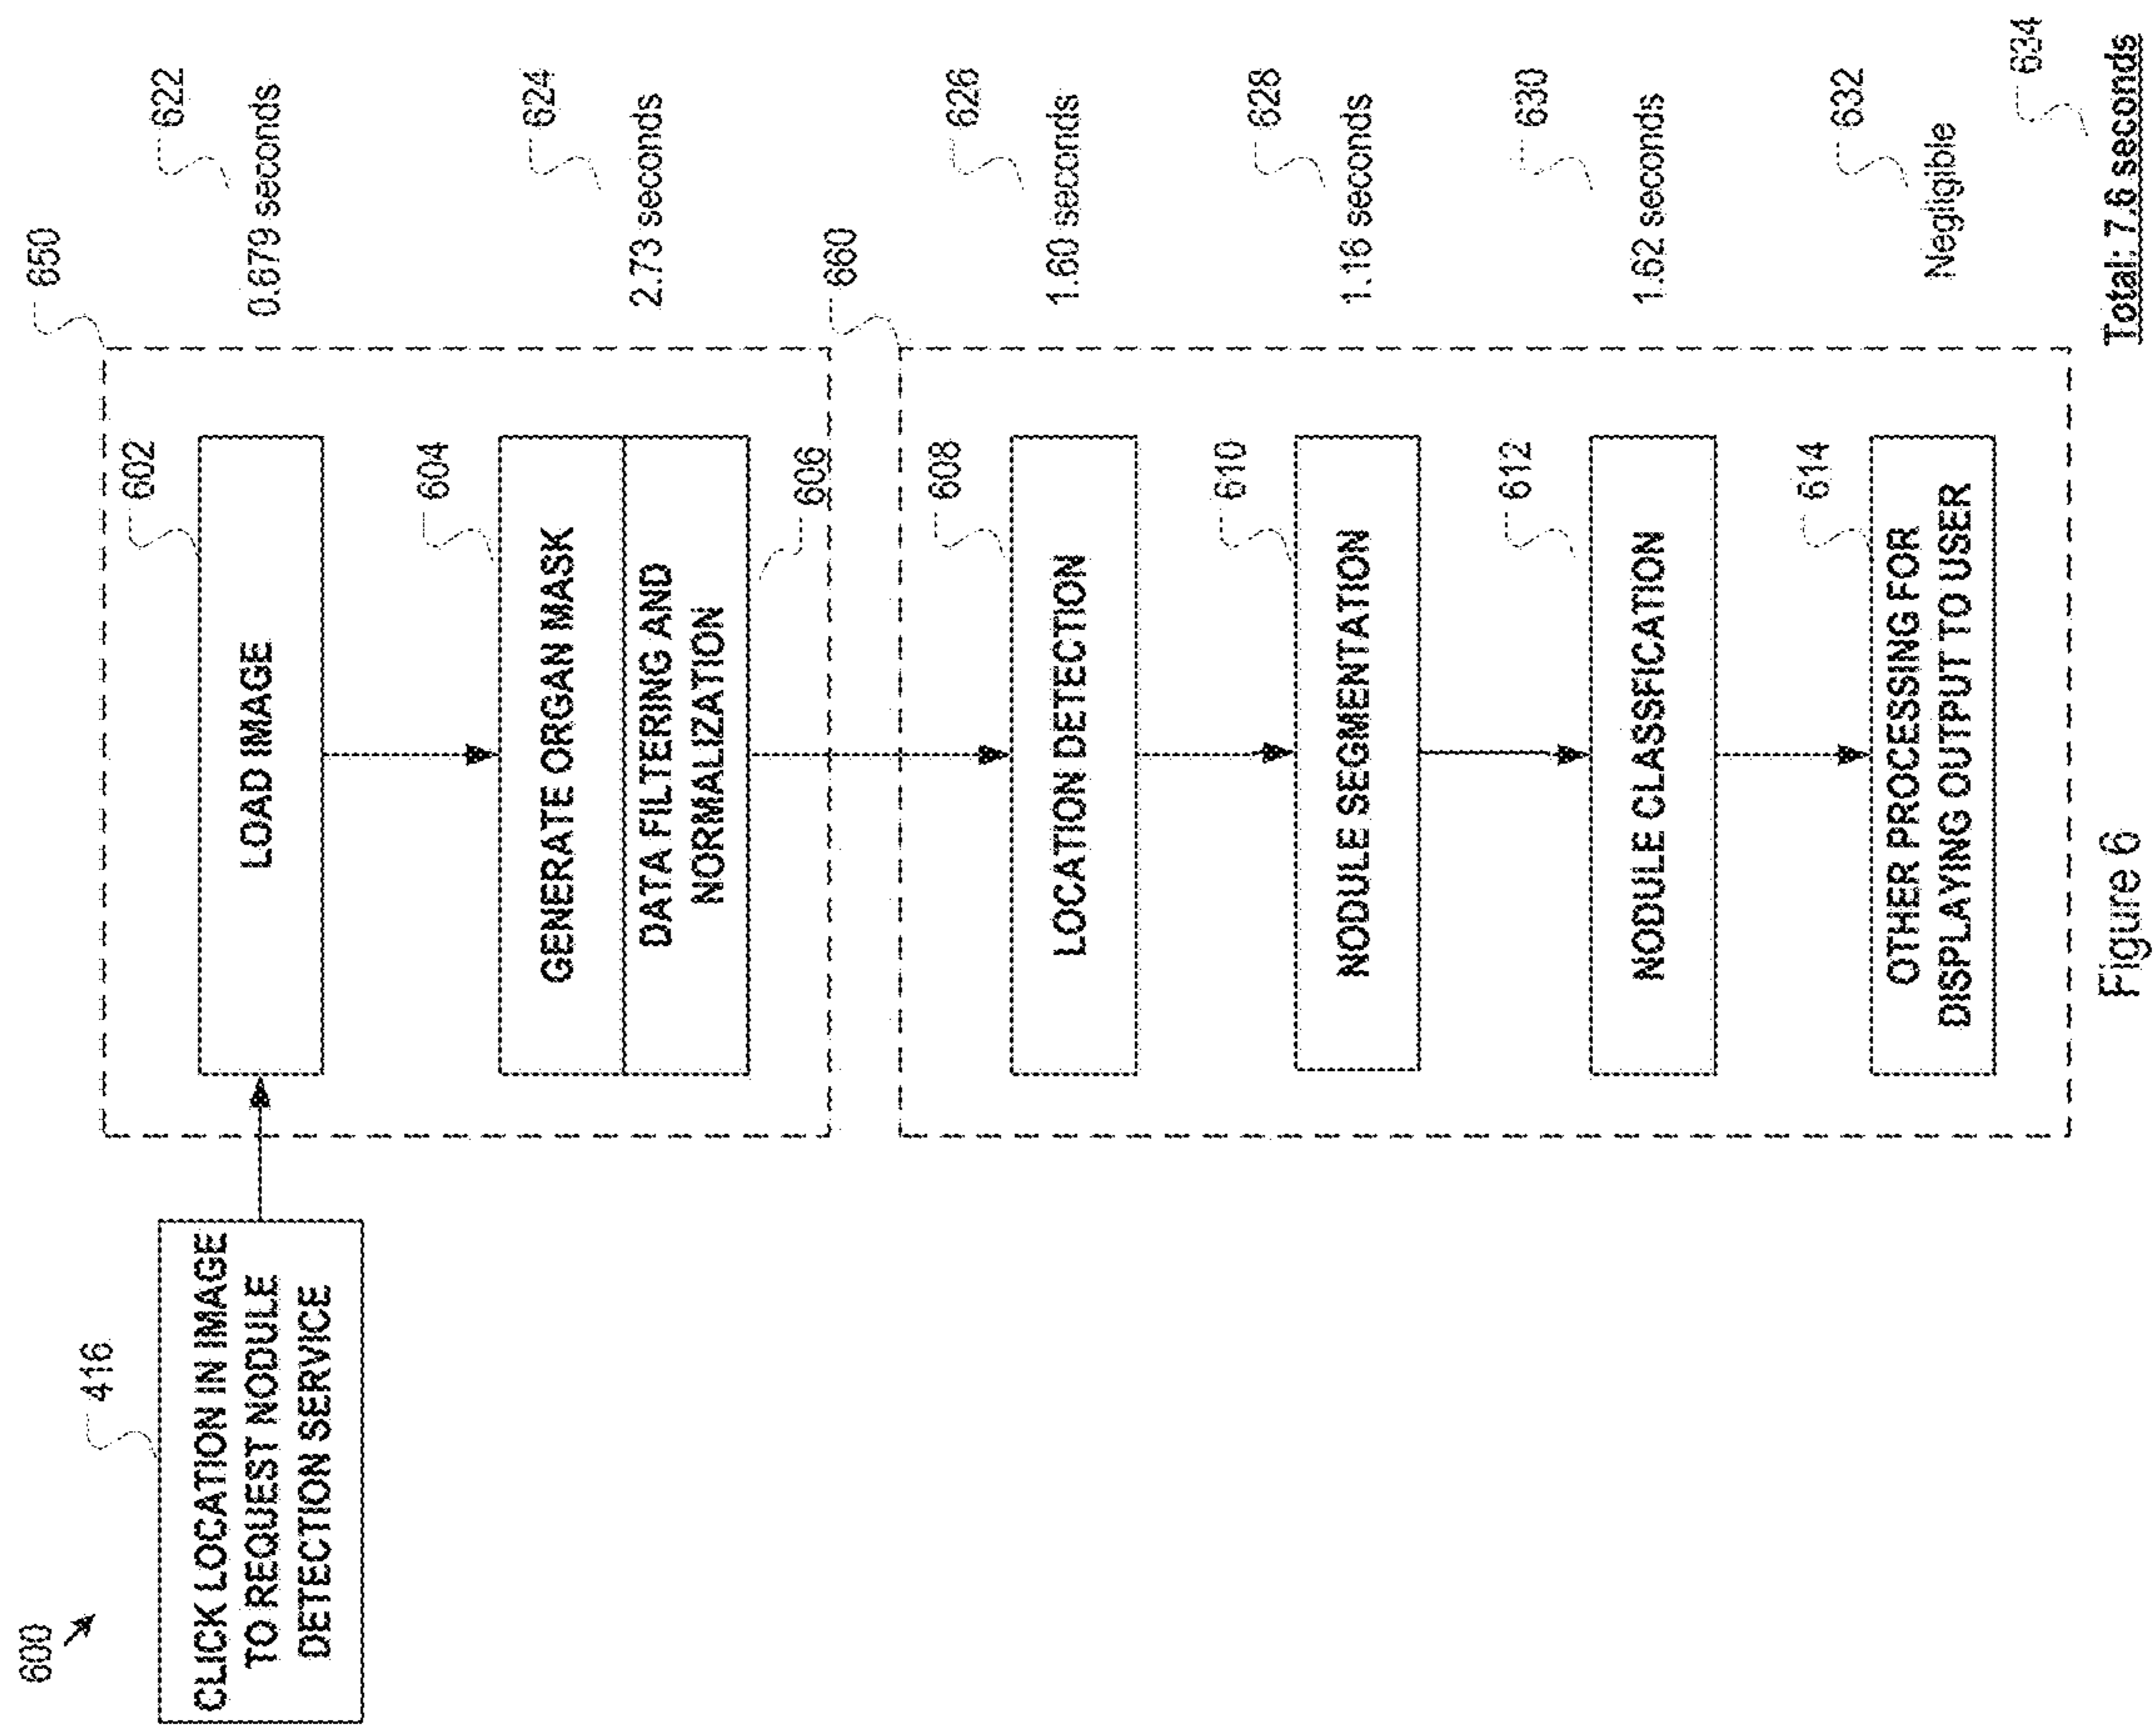 600
416
CLICK LOCATION IN IMAGE
TO REQUEST NODULE
DETECTION SERVICE
650
602
LOAD IMAGE
622
0.679 seconds
604
GENERATE ORGAN MASK
DATA FILTERING AND
NORMALIZATION
606
624
2.73 seconds
660
608
LOCATION DETECTION
626
1.60 seconds
610
NODULE SEGMENTATION
628
1.16 seconds
612
NODULE CLASSFICATION
630
1.62 seconds
614
OTHER PROCESSING FOR
DISPLAYING OUTPUT TO USER
632
Negligible
634
Total: 7.6 seconds
Figure 6